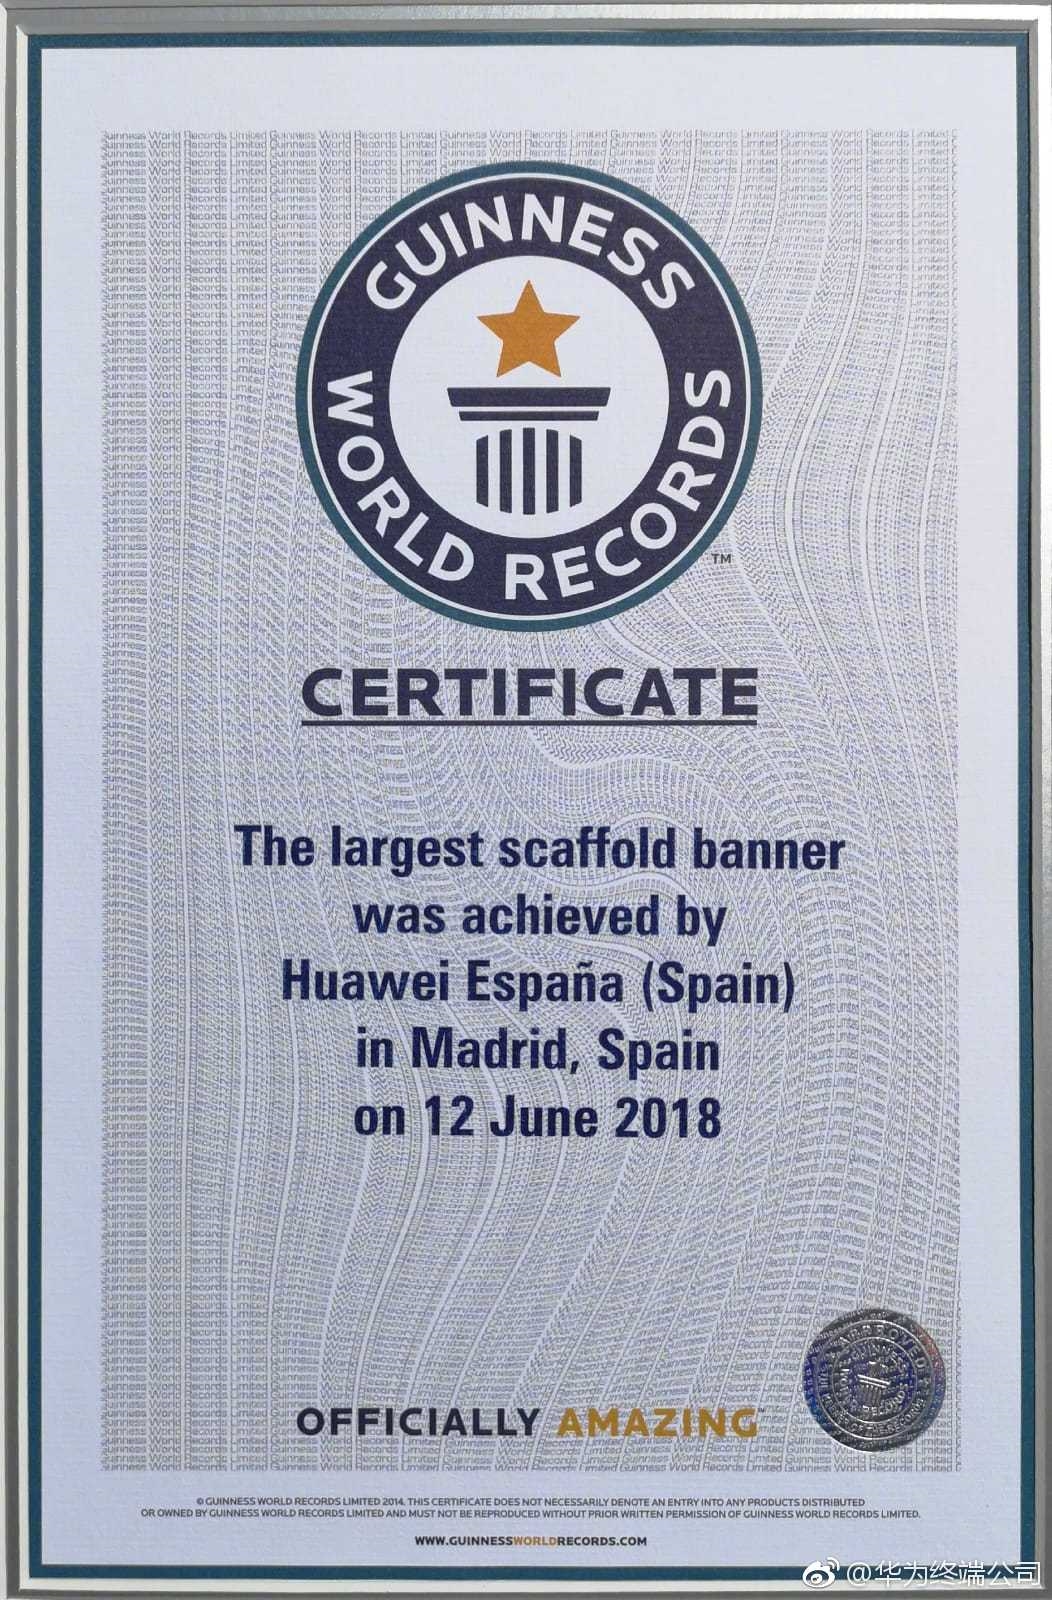 GUINNESS
WORLD RECORDS
TM
CERTIFICATE
The largest scaffold banner
was achieved by
Huawei España (Spain)
in Madrid, Spain
on 12 June 2018
OFFICIALLY AMAZING™
© GUINNESS WORLD RECORDS LIMITED 2014. THIS CERTIFICATE DOES NOT NECESSARILY DENOTE AN ENTRY INTO ANY PRODUCTS DISTRIBUTED
OR OWNED BY GUINNESS WORLD RECORDS LIMITED AND MUST NOT BE REPRODUCED WITHOUT PRIOR WRITTEN PERMISSION OF GUINNESS WORLD RECORDS LIMITED.
WWW.GUINNESSWORLDRECORDS.COM
@华为终端公司